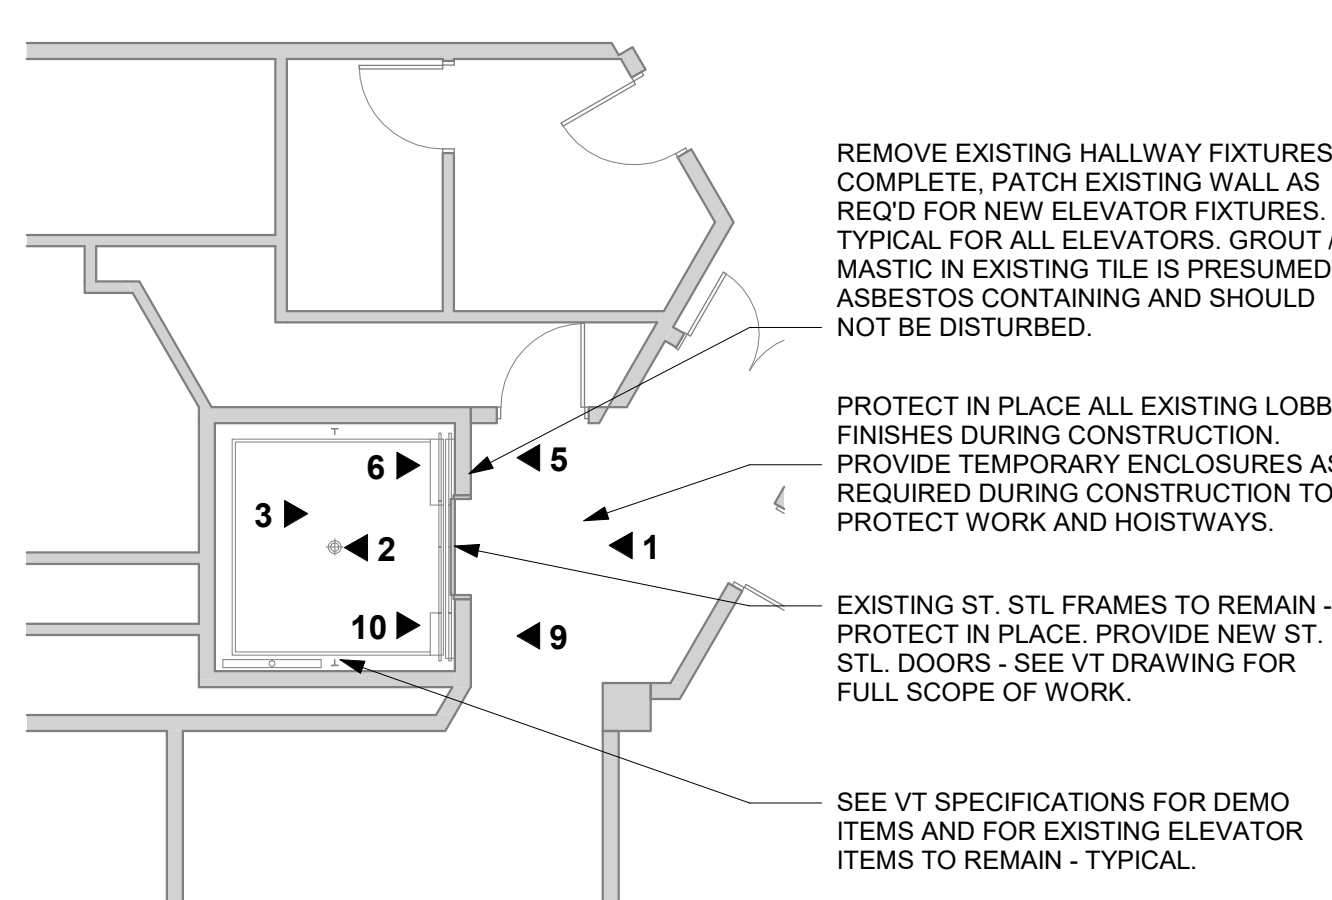 REMOVE EXISTING HALLWAY FIXTURES
COMPLETE, PATCH EXISTING WALL AS
REQ'D FOR NEW ELEVATOR FIXTURES.
TYPICAL FOR ALL ELEVATORS. GROUT /
MASTIC IN EXISTING TILE IS PRESUMED
ASBESTOS CONTAINING AND SHOULD
NOT BE DISTURBED.
PROTECT IN PLACE ALL EXISTING LOBB
FINISHES DURING CONSTRUCTION.
PROVIDE TEMPORARY ENCLOSURES AS
REQUIRED DURING CONSTRUCTION TO
PROTECT WORK AND HOISTWAYS.
EXISTING ST. STL FRAMES TO REMAIN -
PROTECT IN PLACE. PROVIDE NEW ST.
STL. DOORS - SEE VT DRAWING FOR
FULL SCOPE OF WORK.
SEE VT SPECIFICATIONS FOR DEMO
ITEMS AND FOR EXISTING ELEVATOR
ITEMS TO REMAIN - TYPICAL.
6
5
3
2
1
10
9